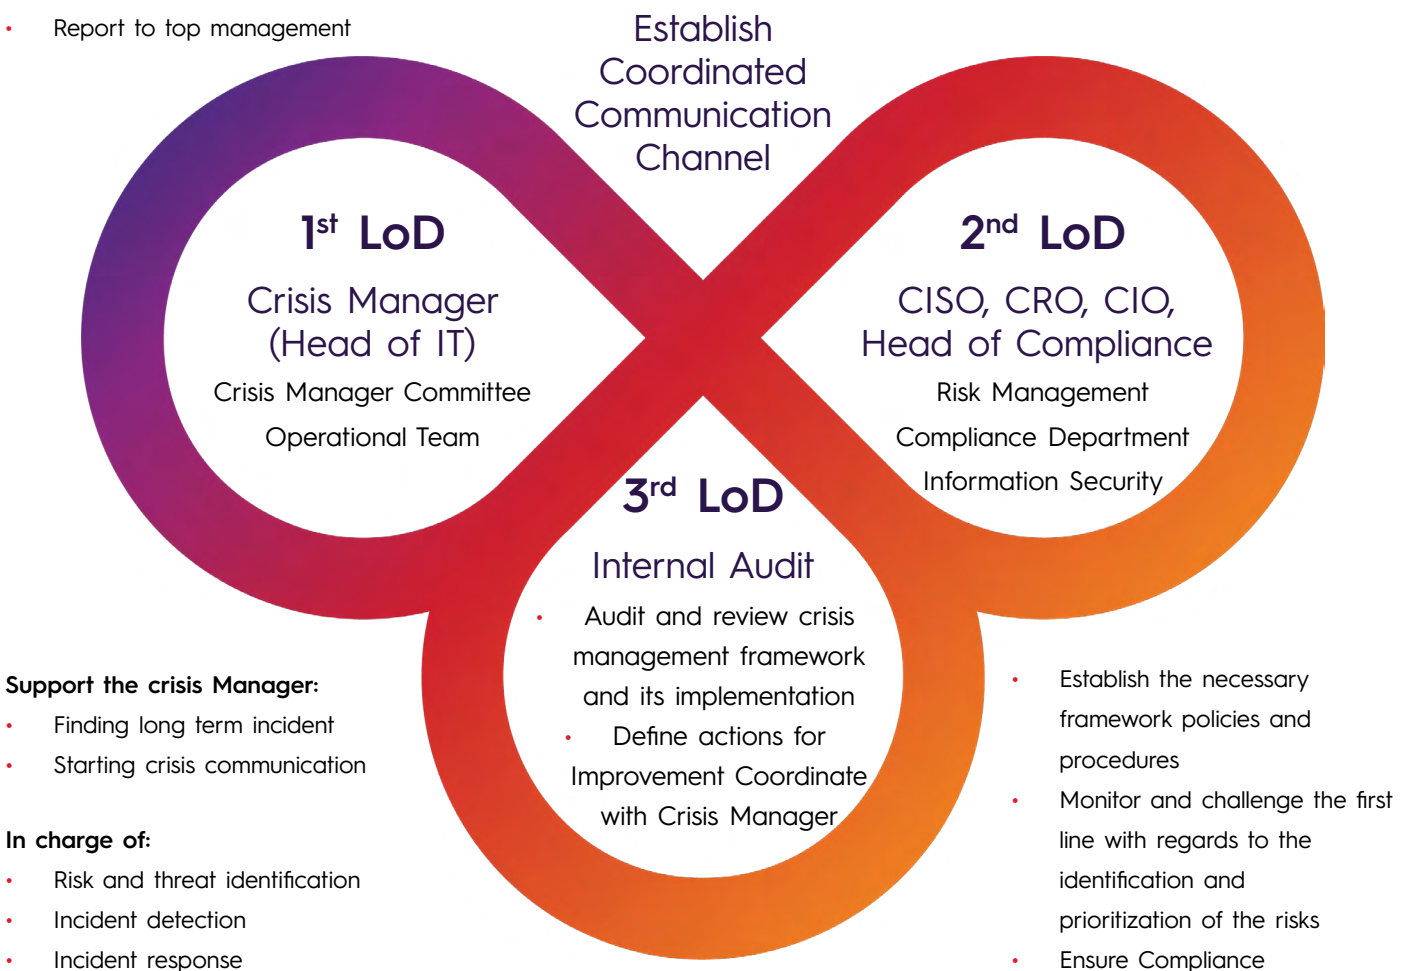 • Report to top management
Establish
Coordinated
Communication
Channel
1st LoD
Crisis Manager
(Head of IT)
Crisis Manager Committee
Operational Team
2nd LoD
CISO, CRO, CIO,
Head of Compliance
Risk Management
Compliance Department
Information Security
3rd LoD
Internal Audit
• Audit and review crisis
management framework
and its implementation
• Define actions for
Improvement Coordinate
with Crisis Manager
Support the crisis Manager:
• Finding long term incident
• Starting crisis communication
In charge of:
• Risk and threat identification
• Incident detection
• Incident response
• Establish the necessary
framework policies and
procedures
• Monitor and challenge the first
line with regards to the
identification and
prioritization of the risks
• Ensure Compliance